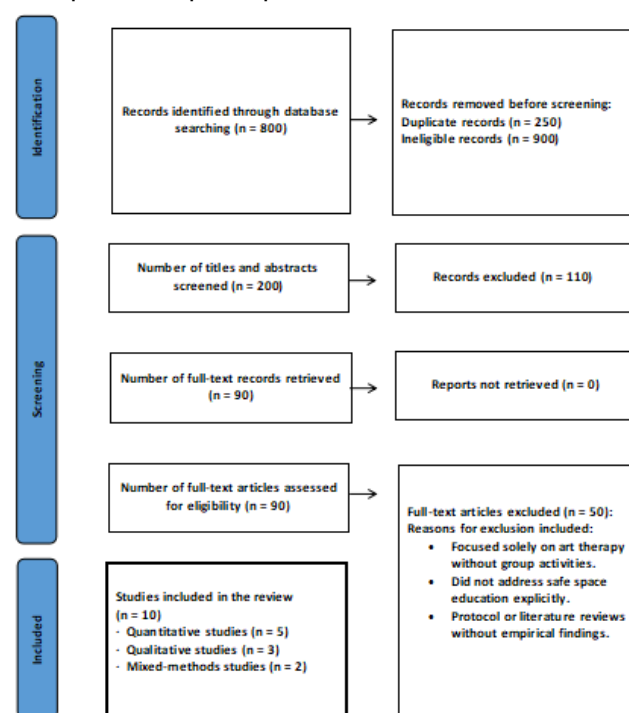 Identification
Records identified through database
searching (n = 800)
Records removed before screening:
Duplicate records (n = 250)
Ineligible records (n = 900)
Screening
Number of titles and abstracts
screened (n = 200)
Records excluded (n = 110)
Number of full-text records retrieved
(n = 90)
Reports not retrieved (n = 0)
Number of full-text articles assessed
for eligibility (n = 90)
Full-text articles excluded (n = 50):
Reasons for exclusion included:
• Focused solely on art therapy
without group activities.
• Did not address safe space
education explicitly.
• Protocol or literature reviews
without empirical findings.
Included
Studies included in the review
(n = 10)
- Quantitative studies (n = 5)
- Qualitative studies (n = 3)
- Mixed-methods studies (n = 2)